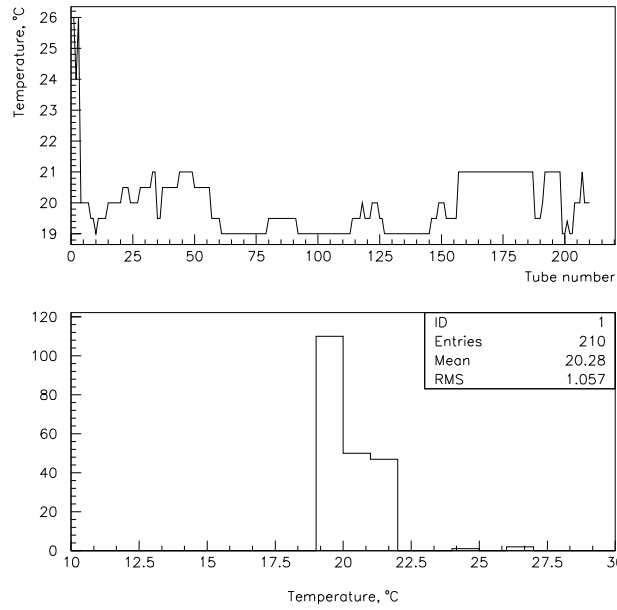 Temperature, °C
26
25
24
23
22
21
20
19
0 25 50 75 100 125 150 175 200
Tube number
120
100
80
60
40
20
0
ID 1
Entries 210
Mean 20.28
RMS 1.057
10 12.5 15 17.5 20 22.5 25 27.5
Temperature, °C